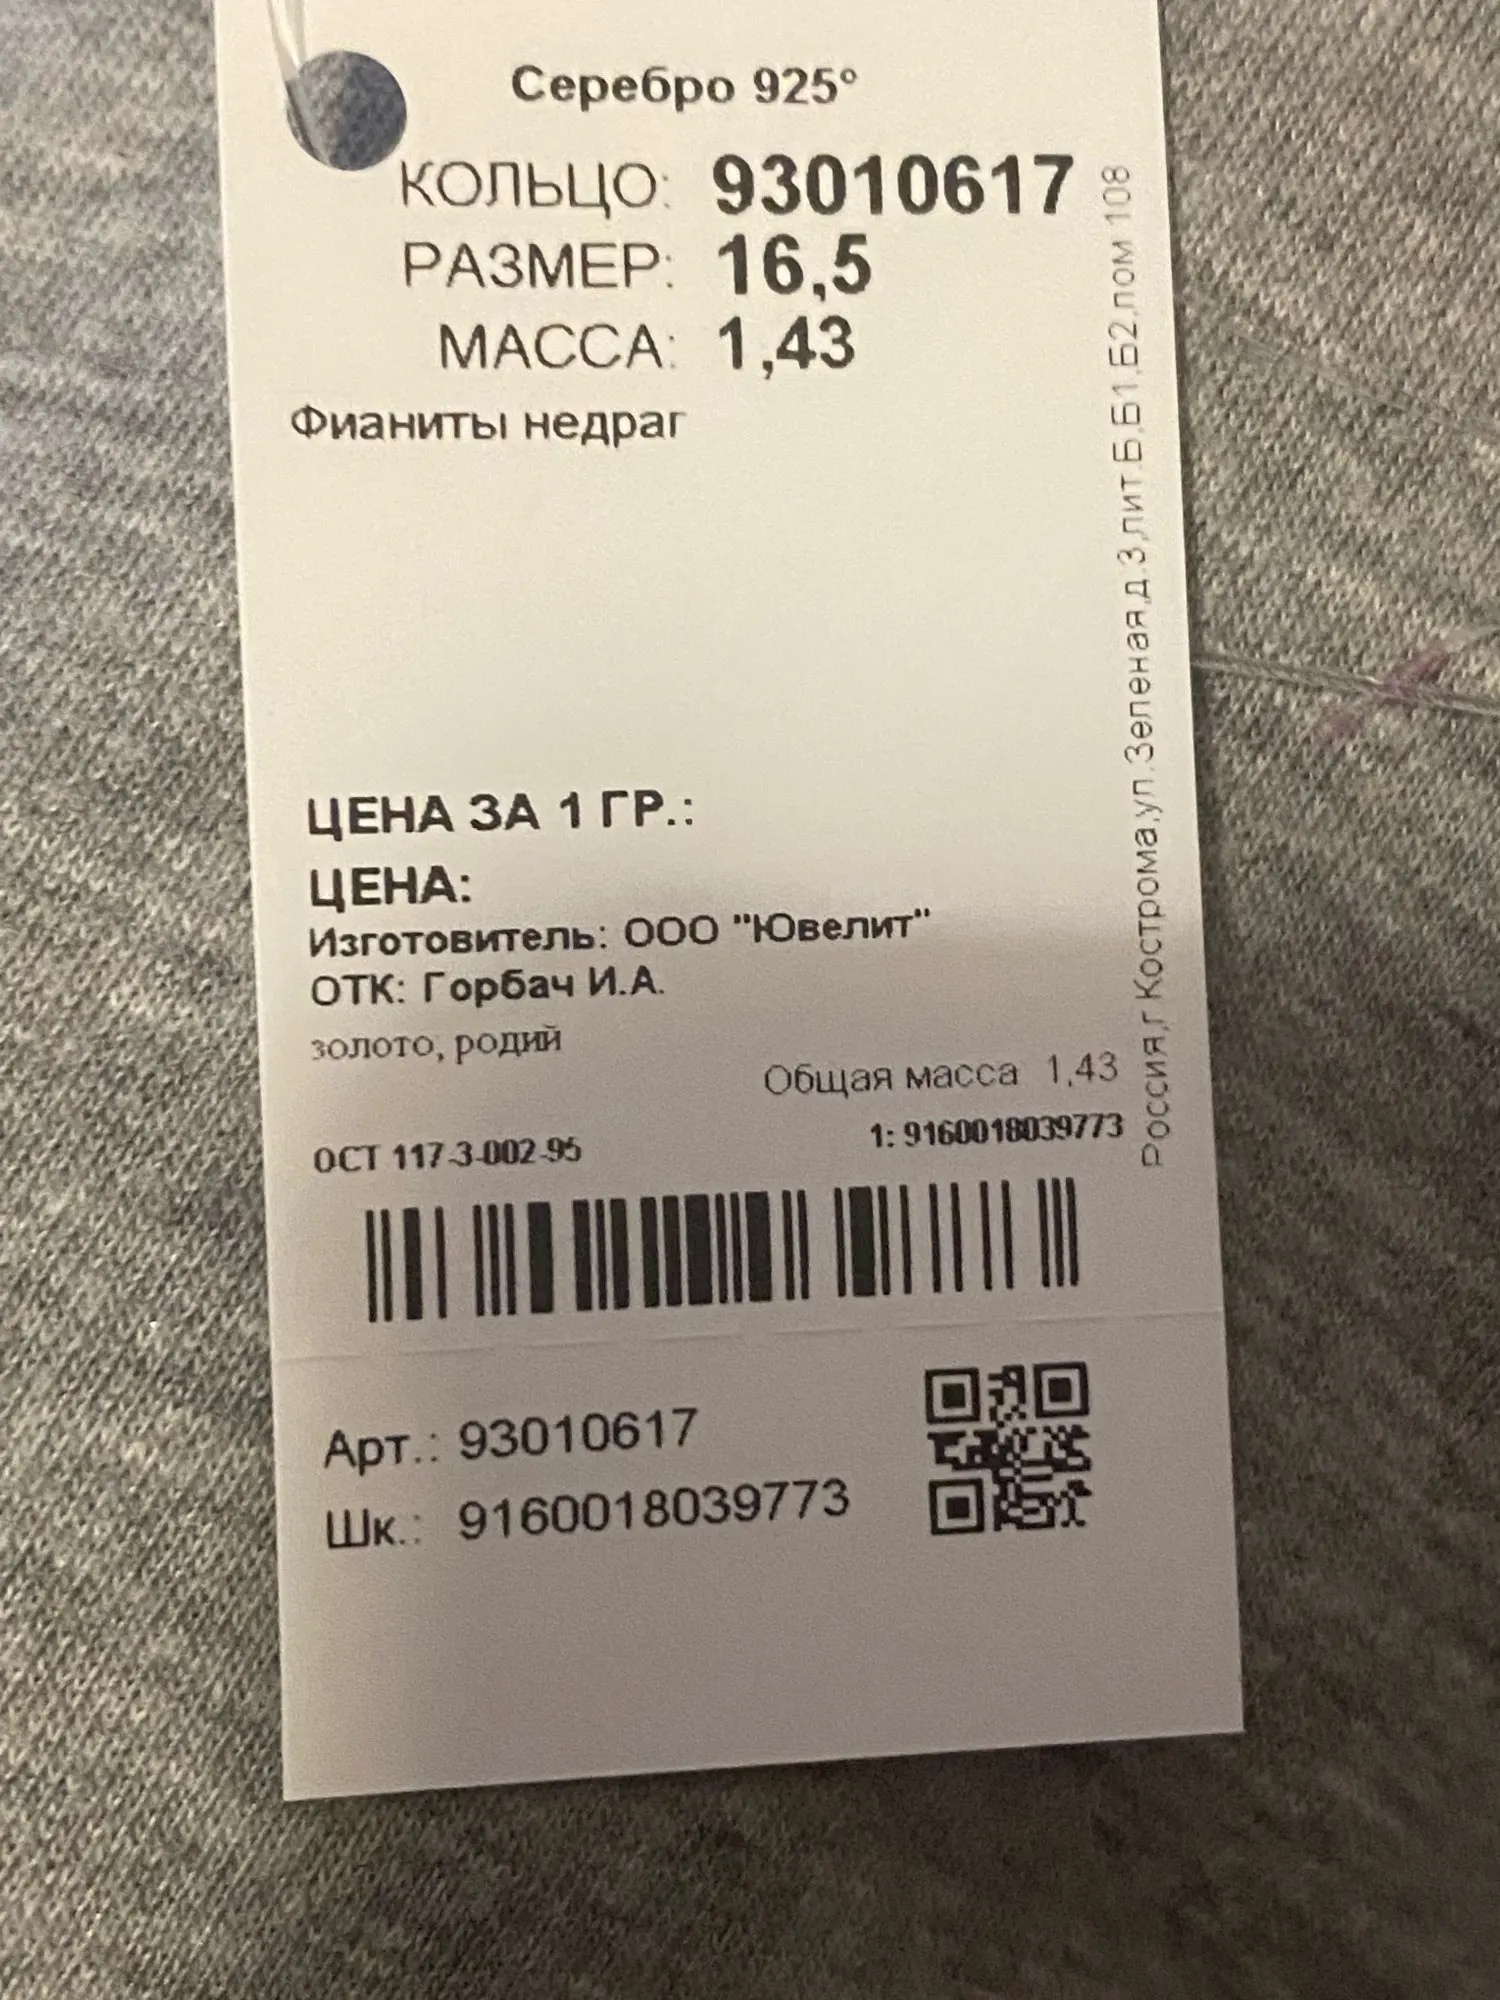 Серебро 925°
КОЛЬЦО: 93010617
РАЗМЕР: 16,5
МАССА: 1,43
Фианиты недраг
ЦЕНА ЗА 1 ГР.:
ЦЕНА:
Изготовитель: ООО "Ювелит"
ОТК: Горбач И.А.
золото, родий
Общая масса 1,43
1: 9160018039773
ОСТ 117-3-002-95
Арт.: 93010617
Шк.: 9160018039773
Россия,г Кострома,ул.Зеленая,д.3,лит.Б,Б1,Б2,пом 108